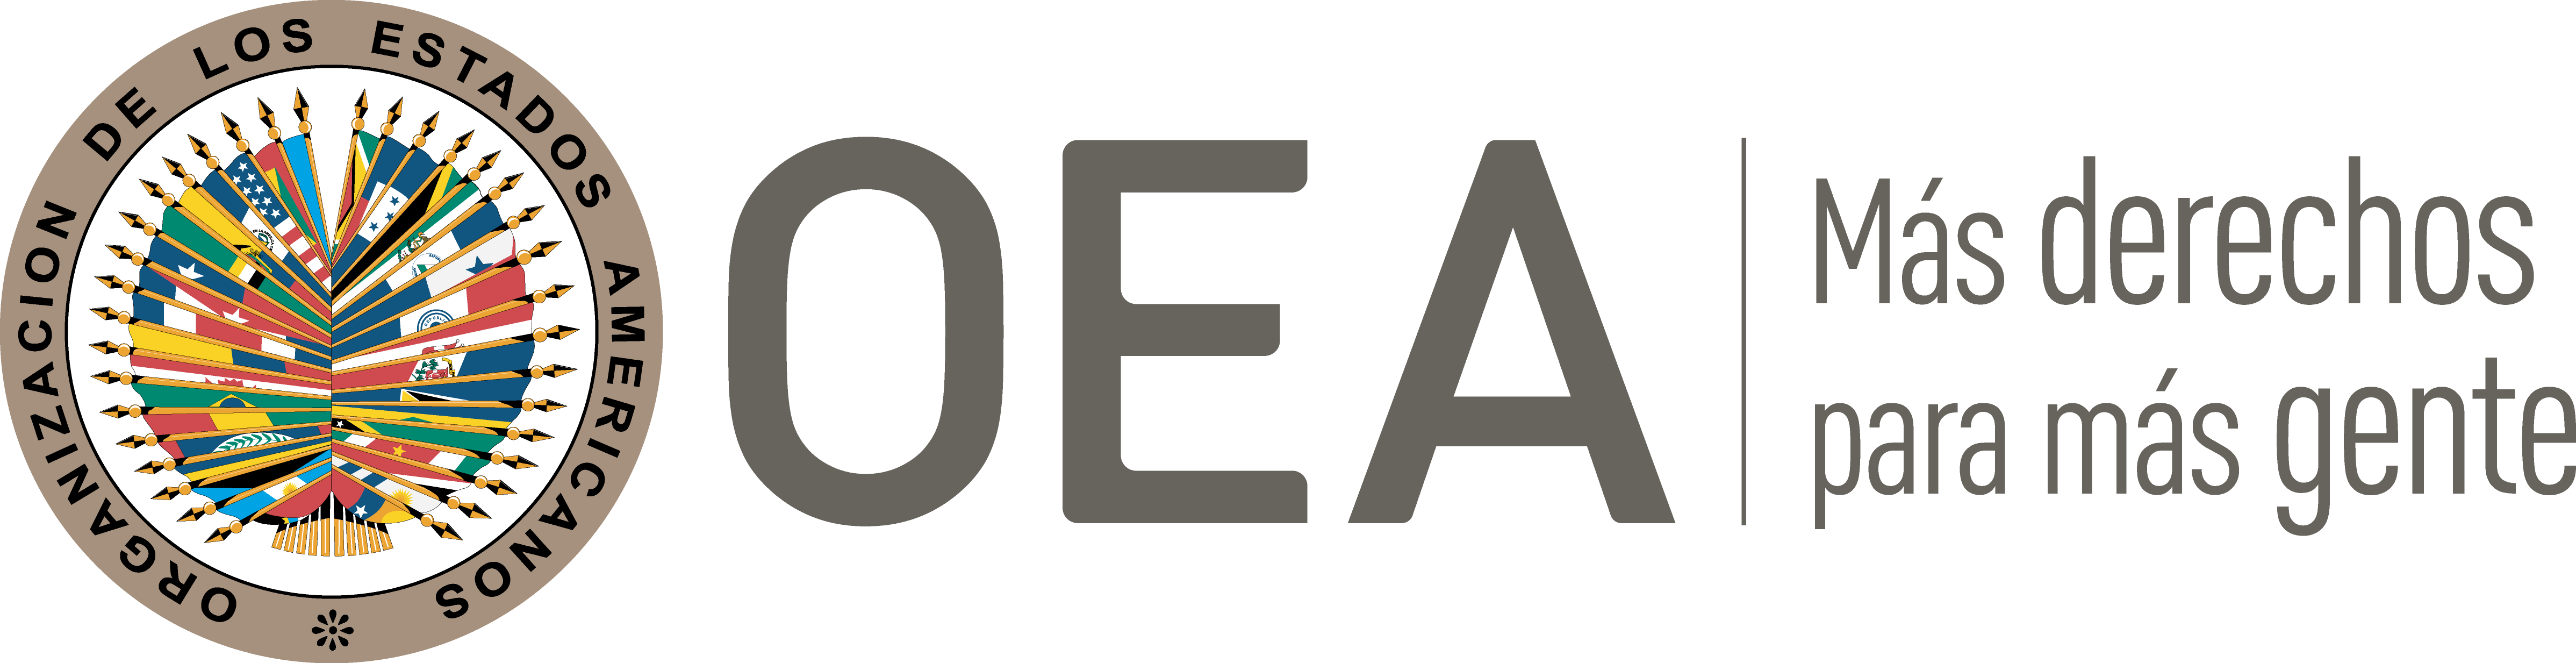 ORGANIZACION DE LOS ESTADOS AMERICANOS
OEA
Más derechos
para más gente